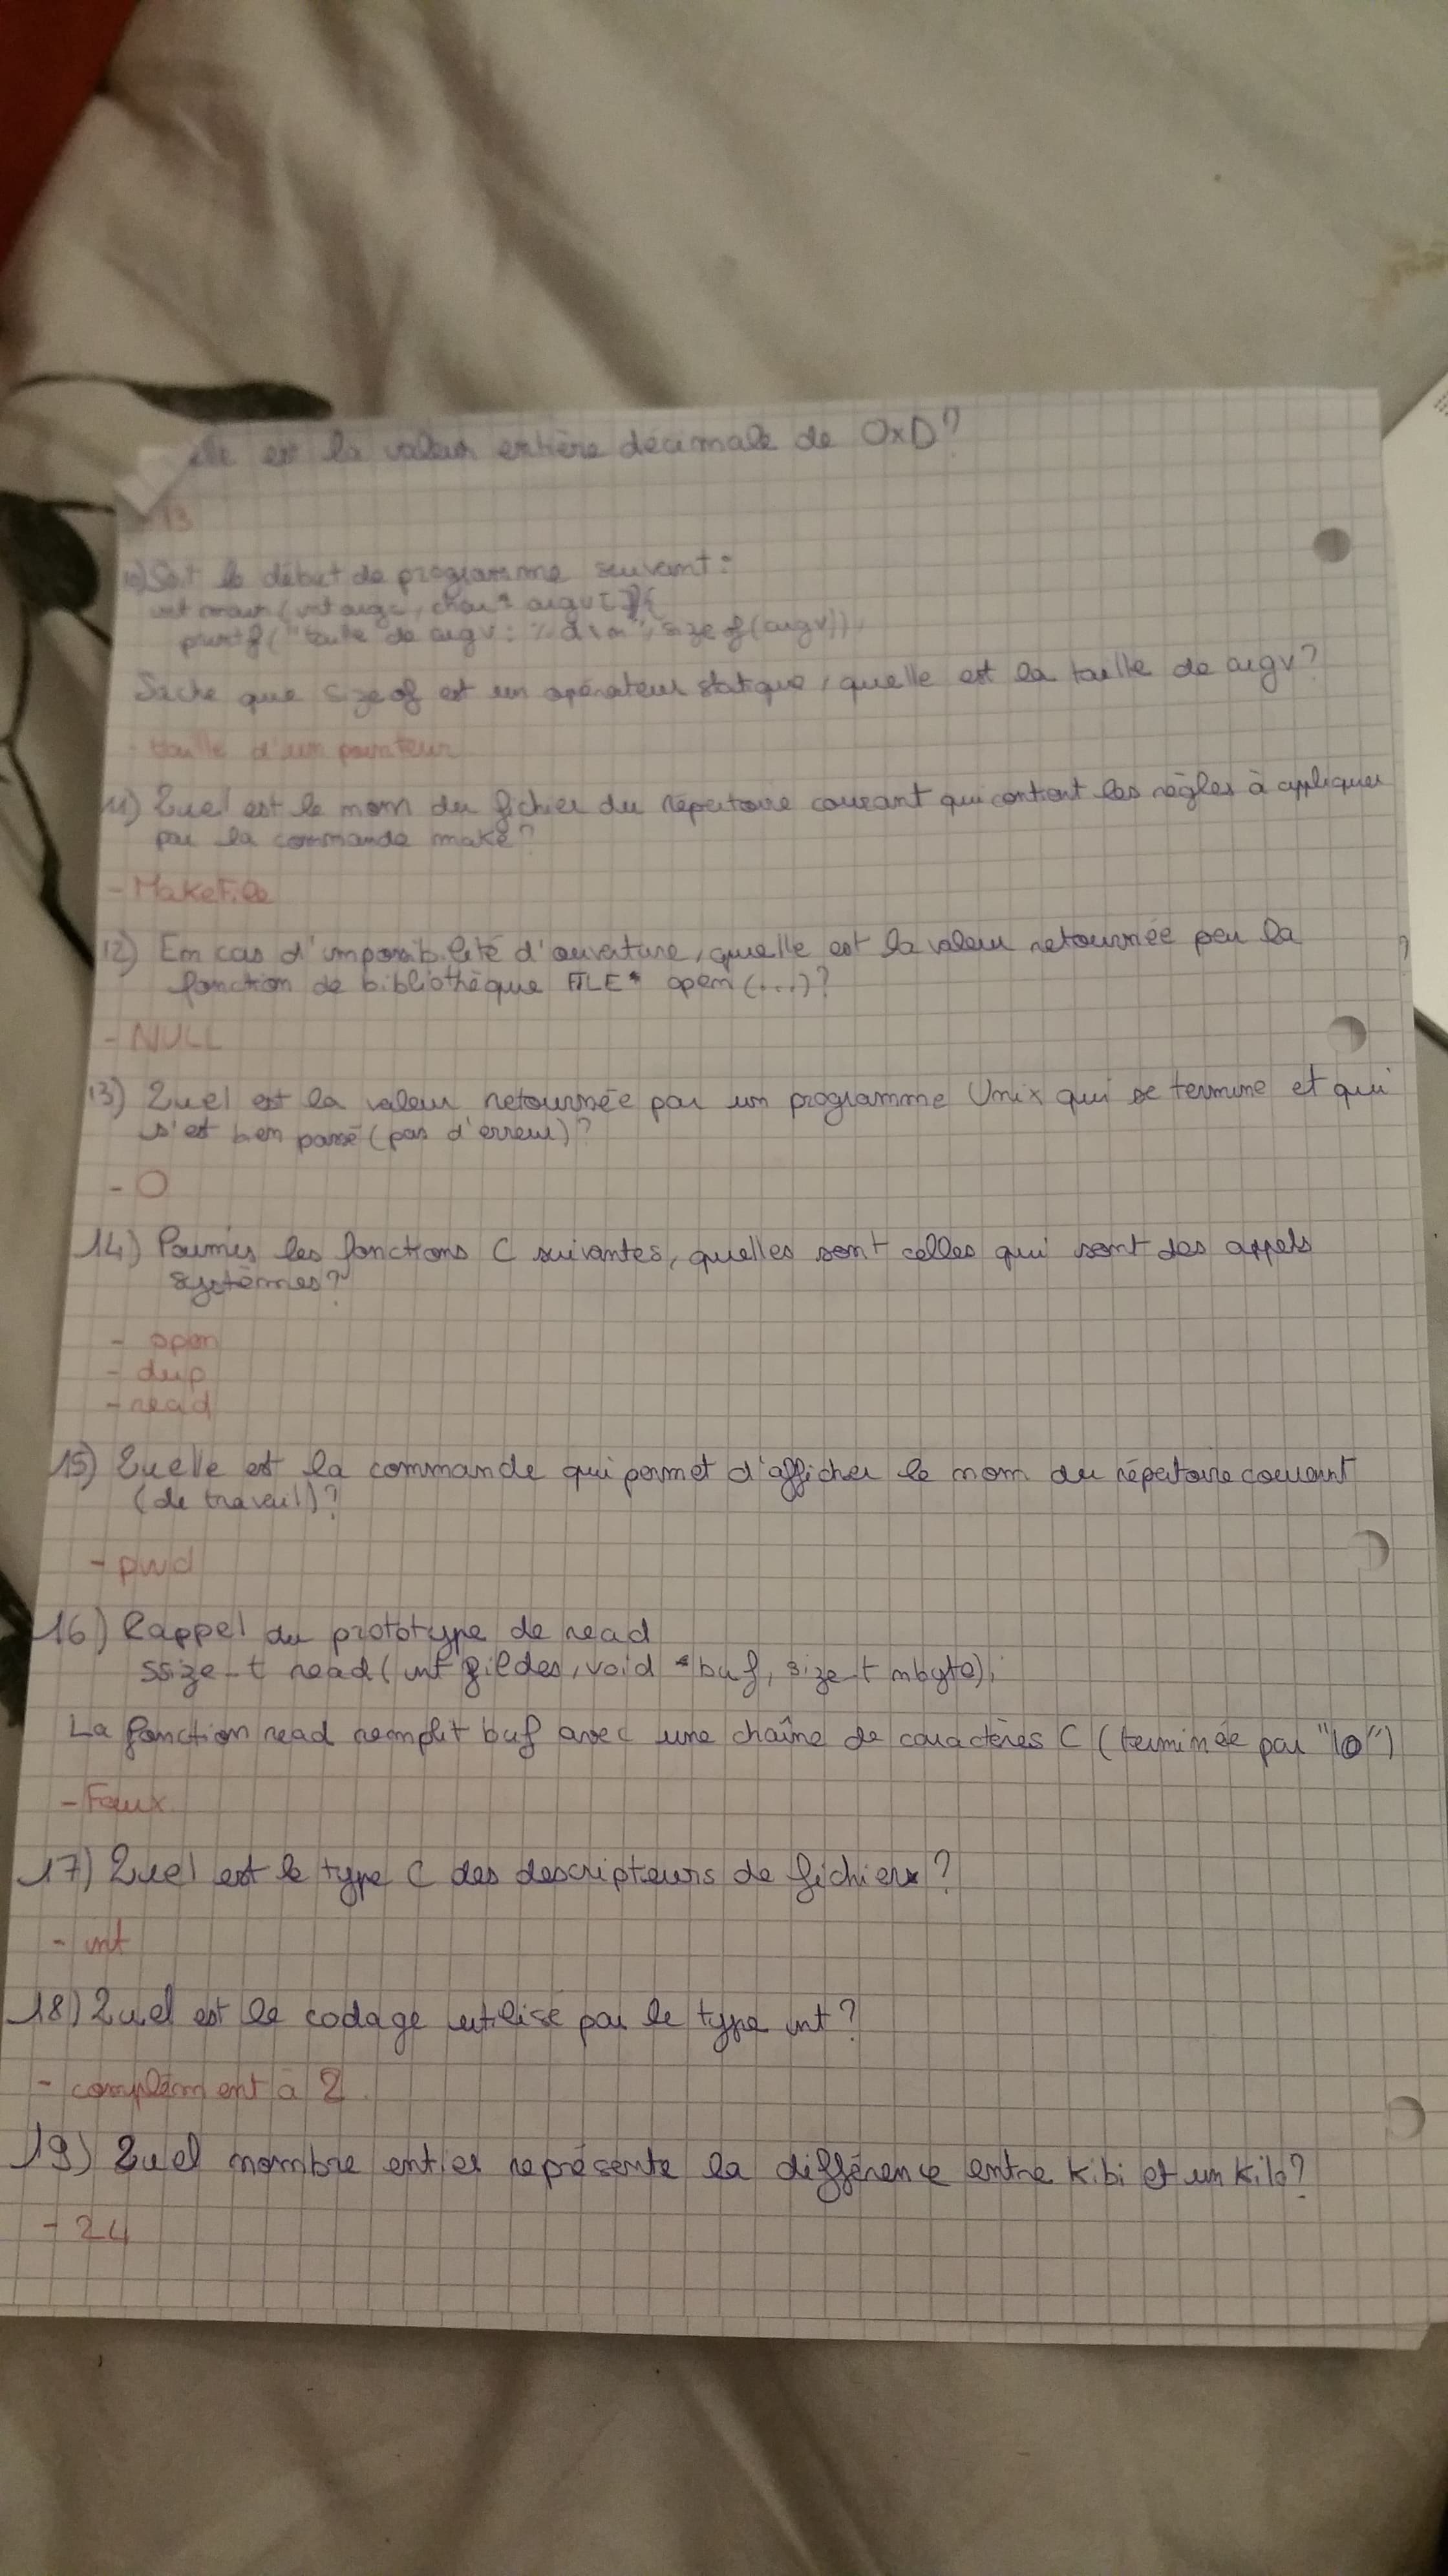 elle est la valeur entière décimale de 0xD?
- 13
10) Soit le début de programme suivant:
int main (int argc, char* argv[]){
printf("taille de argv: %d\n", sizeof(argv));
Sache que sizeof est un opérateur statique, quelle est la taille de argv?
- taille d'un pointeur
11) Quel est le nom du fichier du répertoire courant qui contient les règles à appliquer
par la commande make?
- MakeFile
12) En cas d'impossibilité d'ouverture, quelle est la valeur retournée par la
fonction de bibliothèque FILE* open (...)?
- NULL
13) Quel est la valeur retournée par un programme Unix qui se termine et qui
s'est bien passé (pas d'erreur)?
- 0
14) Parmis les fonctions C suivantes, quelles sont celles qui sont des appels
systèmes?
- open
- dup
- read
15) Quelle est la commande qui permet d'afficher le nom du répertoire courant
(de travail)?
- pwd
16) Rappel du prototype de read
ssize_t read(int fildes, void *buf, size_t nbyte);
La fonction read remplit buf avec une chaîne de caractères C (terminée par "\0")
- Faux.
17) Quel est le type C des descripteurs de fichier?
- int
18) Quel est le codage utilisé par le type int?
- complément à 2.
19) Quel nombre entier représente la différence entre kibi et un kilo?
- 24